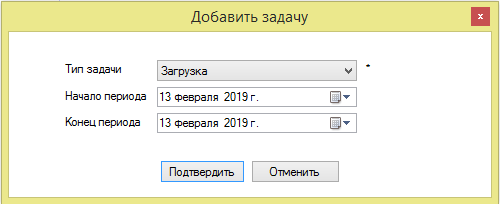 Добавить задачу
x
Тип задачи Загрузка *
Начало периода 13 февраля 2019 г.
Конец периода 13 февраля 2019 г.
Подтвердить Отменить